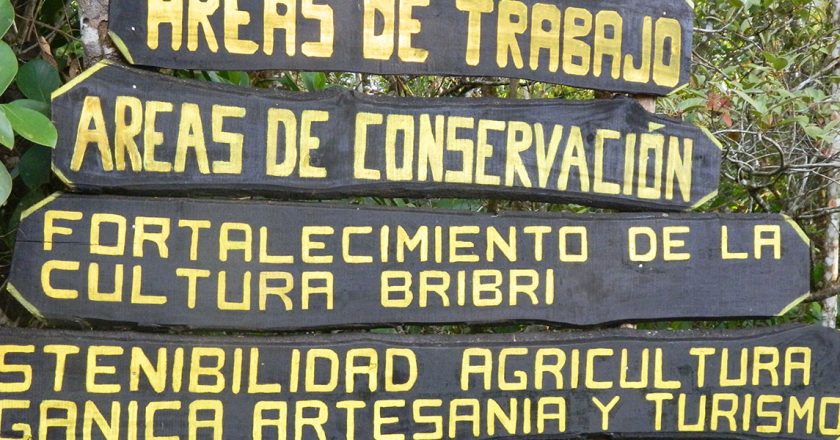 AREAS DE TRABAJO
AREAS DE CONSERVACIÓN
FORTALECIMIENTO DE LA
CULTURA BRIBRI
STENIBILIDAD AGRICULTURA
GANICA ARTESANIA Y TURISMO